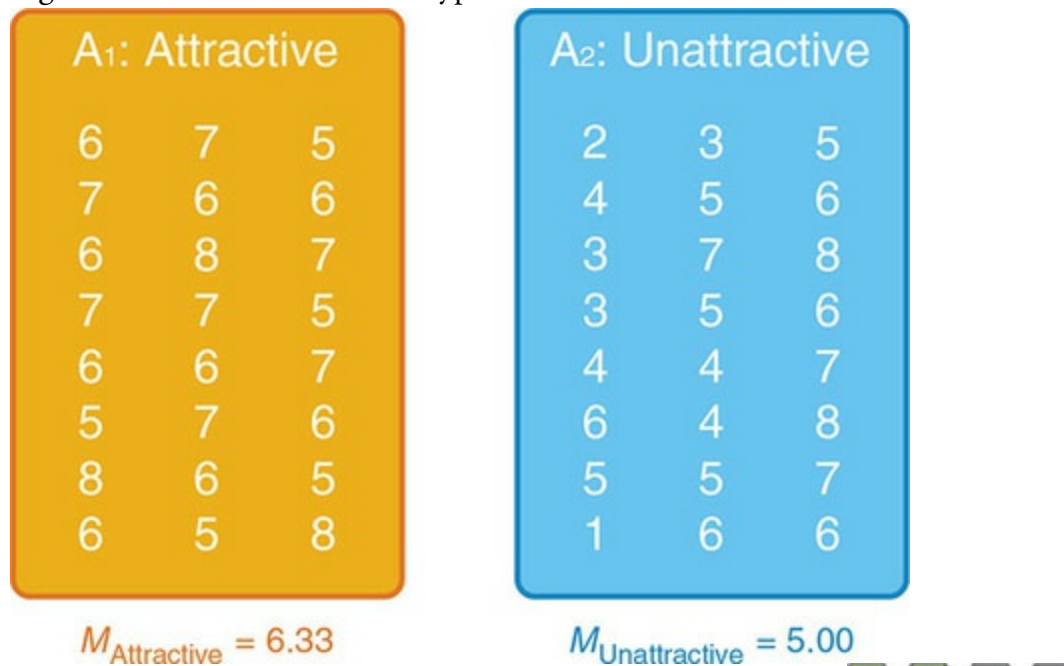 A1: Attractive
6 7 5
7 6 6
6 8 7
7 7 5
6 6 7
5 7 6
8 6 5
6 5 8
MAttractive = 6.33
A2: Unattractive
2 3 5
4 5 6
3 7 8
3 5 6
4 4 7
6 4 8
5 5 7
1 6 6
MUnattractive = 5.00